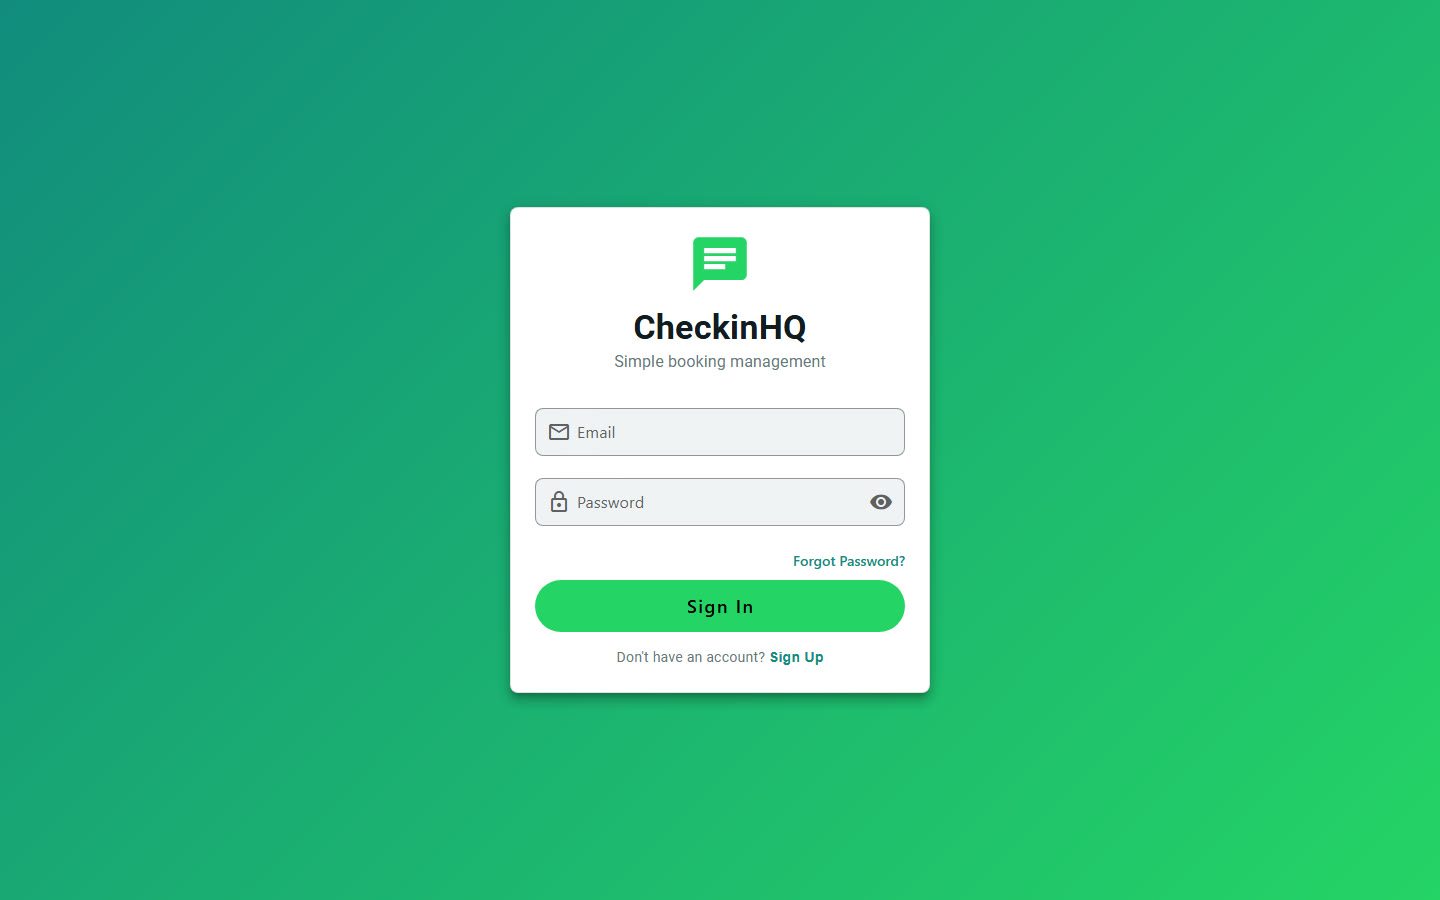 CheckinHQ
Simple booking management
Email
Password
Forgot Password?
Sign In
Don't have an account? Sign Up